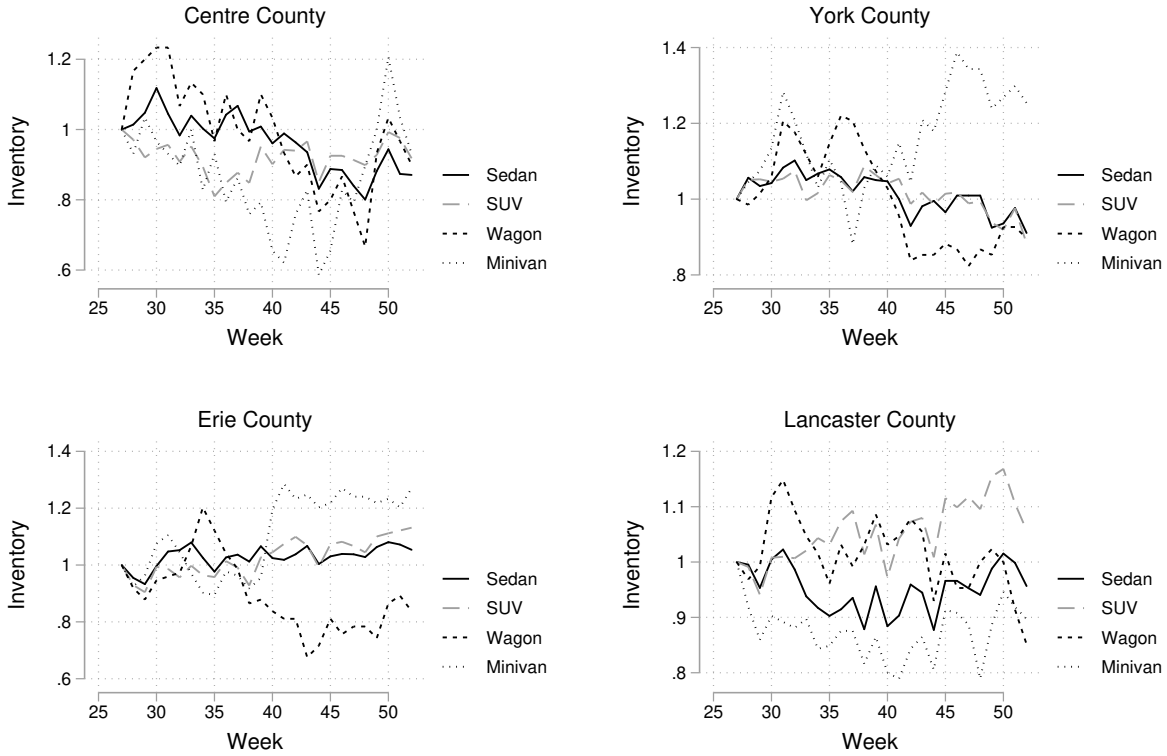 Centre County
Inventory
1.2
1
.8
.6
25 30 35 40 45 50
Week
Sedan
SUV
Wagon
Minivan
York County
Inventory
1.4
1.2
1
.8
25 30 35 40 45 50
Week
Sedan
SUV
Wagon
Minivan
Erie County
Inventory
1.4
1.2
1
.8
.6
25 30 35 40 45 50
Week
Sedan
SUV
Wagon
Minivan
Lancaster County
Inventory
1.2
1.1
1
.9
.8
25 30 35 40 45 50
Week
Sedan
SUV
Wagon
Minivan